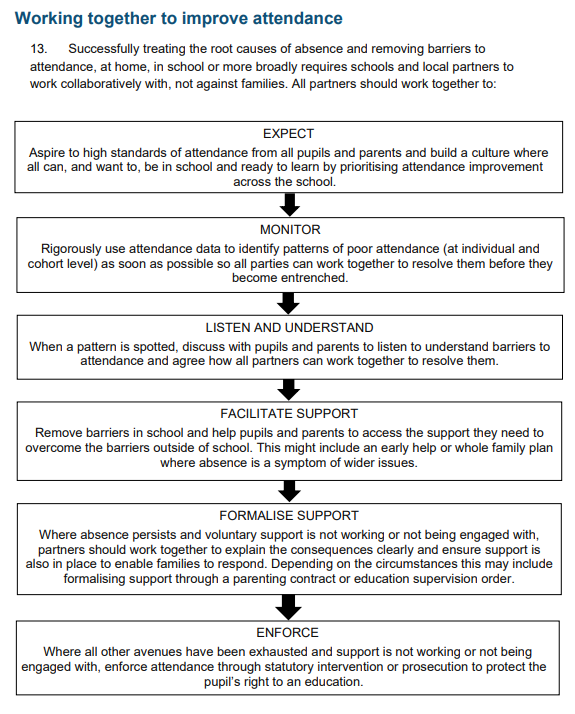 Working together to improve attendance
13. Successfully treating the root causes of absence and removing barriers to
attendance, at home, in school or more broadly requires schools and local partners to
work collaboratively with, not against families. All partners should work together to:
EXPECT
Aspire to high standards of attendance from all pupils and parents and build a culture where
all can, and want to, be in school and ready to learn by prioritising attendance improvement
across the school.
MONITOR
Rigorously use attendance data to identify patterns of poor attendance (at individual and
cohort level) as soon as possible so all parties can work together to resolve them before they
become entrenched.
LISTEN AND UNDERSTAND
When a pattern is spotted, discuss with pupils and parents to listen to understand barriers to
attendance and agree how all partners can work together to resolve them.
FACILITATE SUPPORT
Remove barriers in school and help pupils and parents to access the support they need to
overcome the barriers outside of school. This might include an early help or whole family plan
where absence is a symptom of wider issues.
FORMALISE SUPPORT
Where absence persists and voluntary support is not working or not being engaged with,
partners should work together to explain the consequences clearly and ensure support is
also in place to enable families to respond. Depending on the circumstances this may include
formalising support through a parenting contract or education supervision order.
ENFORCE
Where all other avenues have been exhausted and support is not working or not being
engaged with, enforce attendance through statutory intervention or prosecution to protect the
pupil's right to an education.